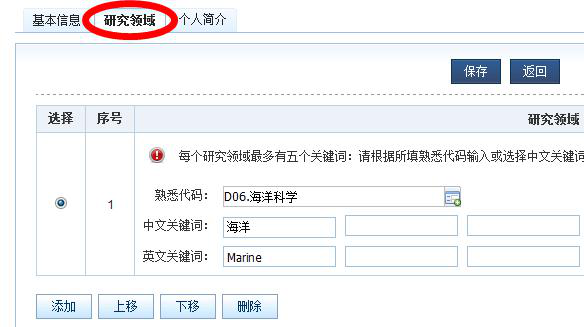 基本信息 研究领域 个人简介
保存 返回
选择 序号 研究领域
每个研究领域最多有五个关键词：请根据所填熟悉代码输入或选择中文关键词
熟悉代码： D06.海洋科学
1
中文关键词： 海洋
英文关键词： Marine
添加 上移 下移 删除